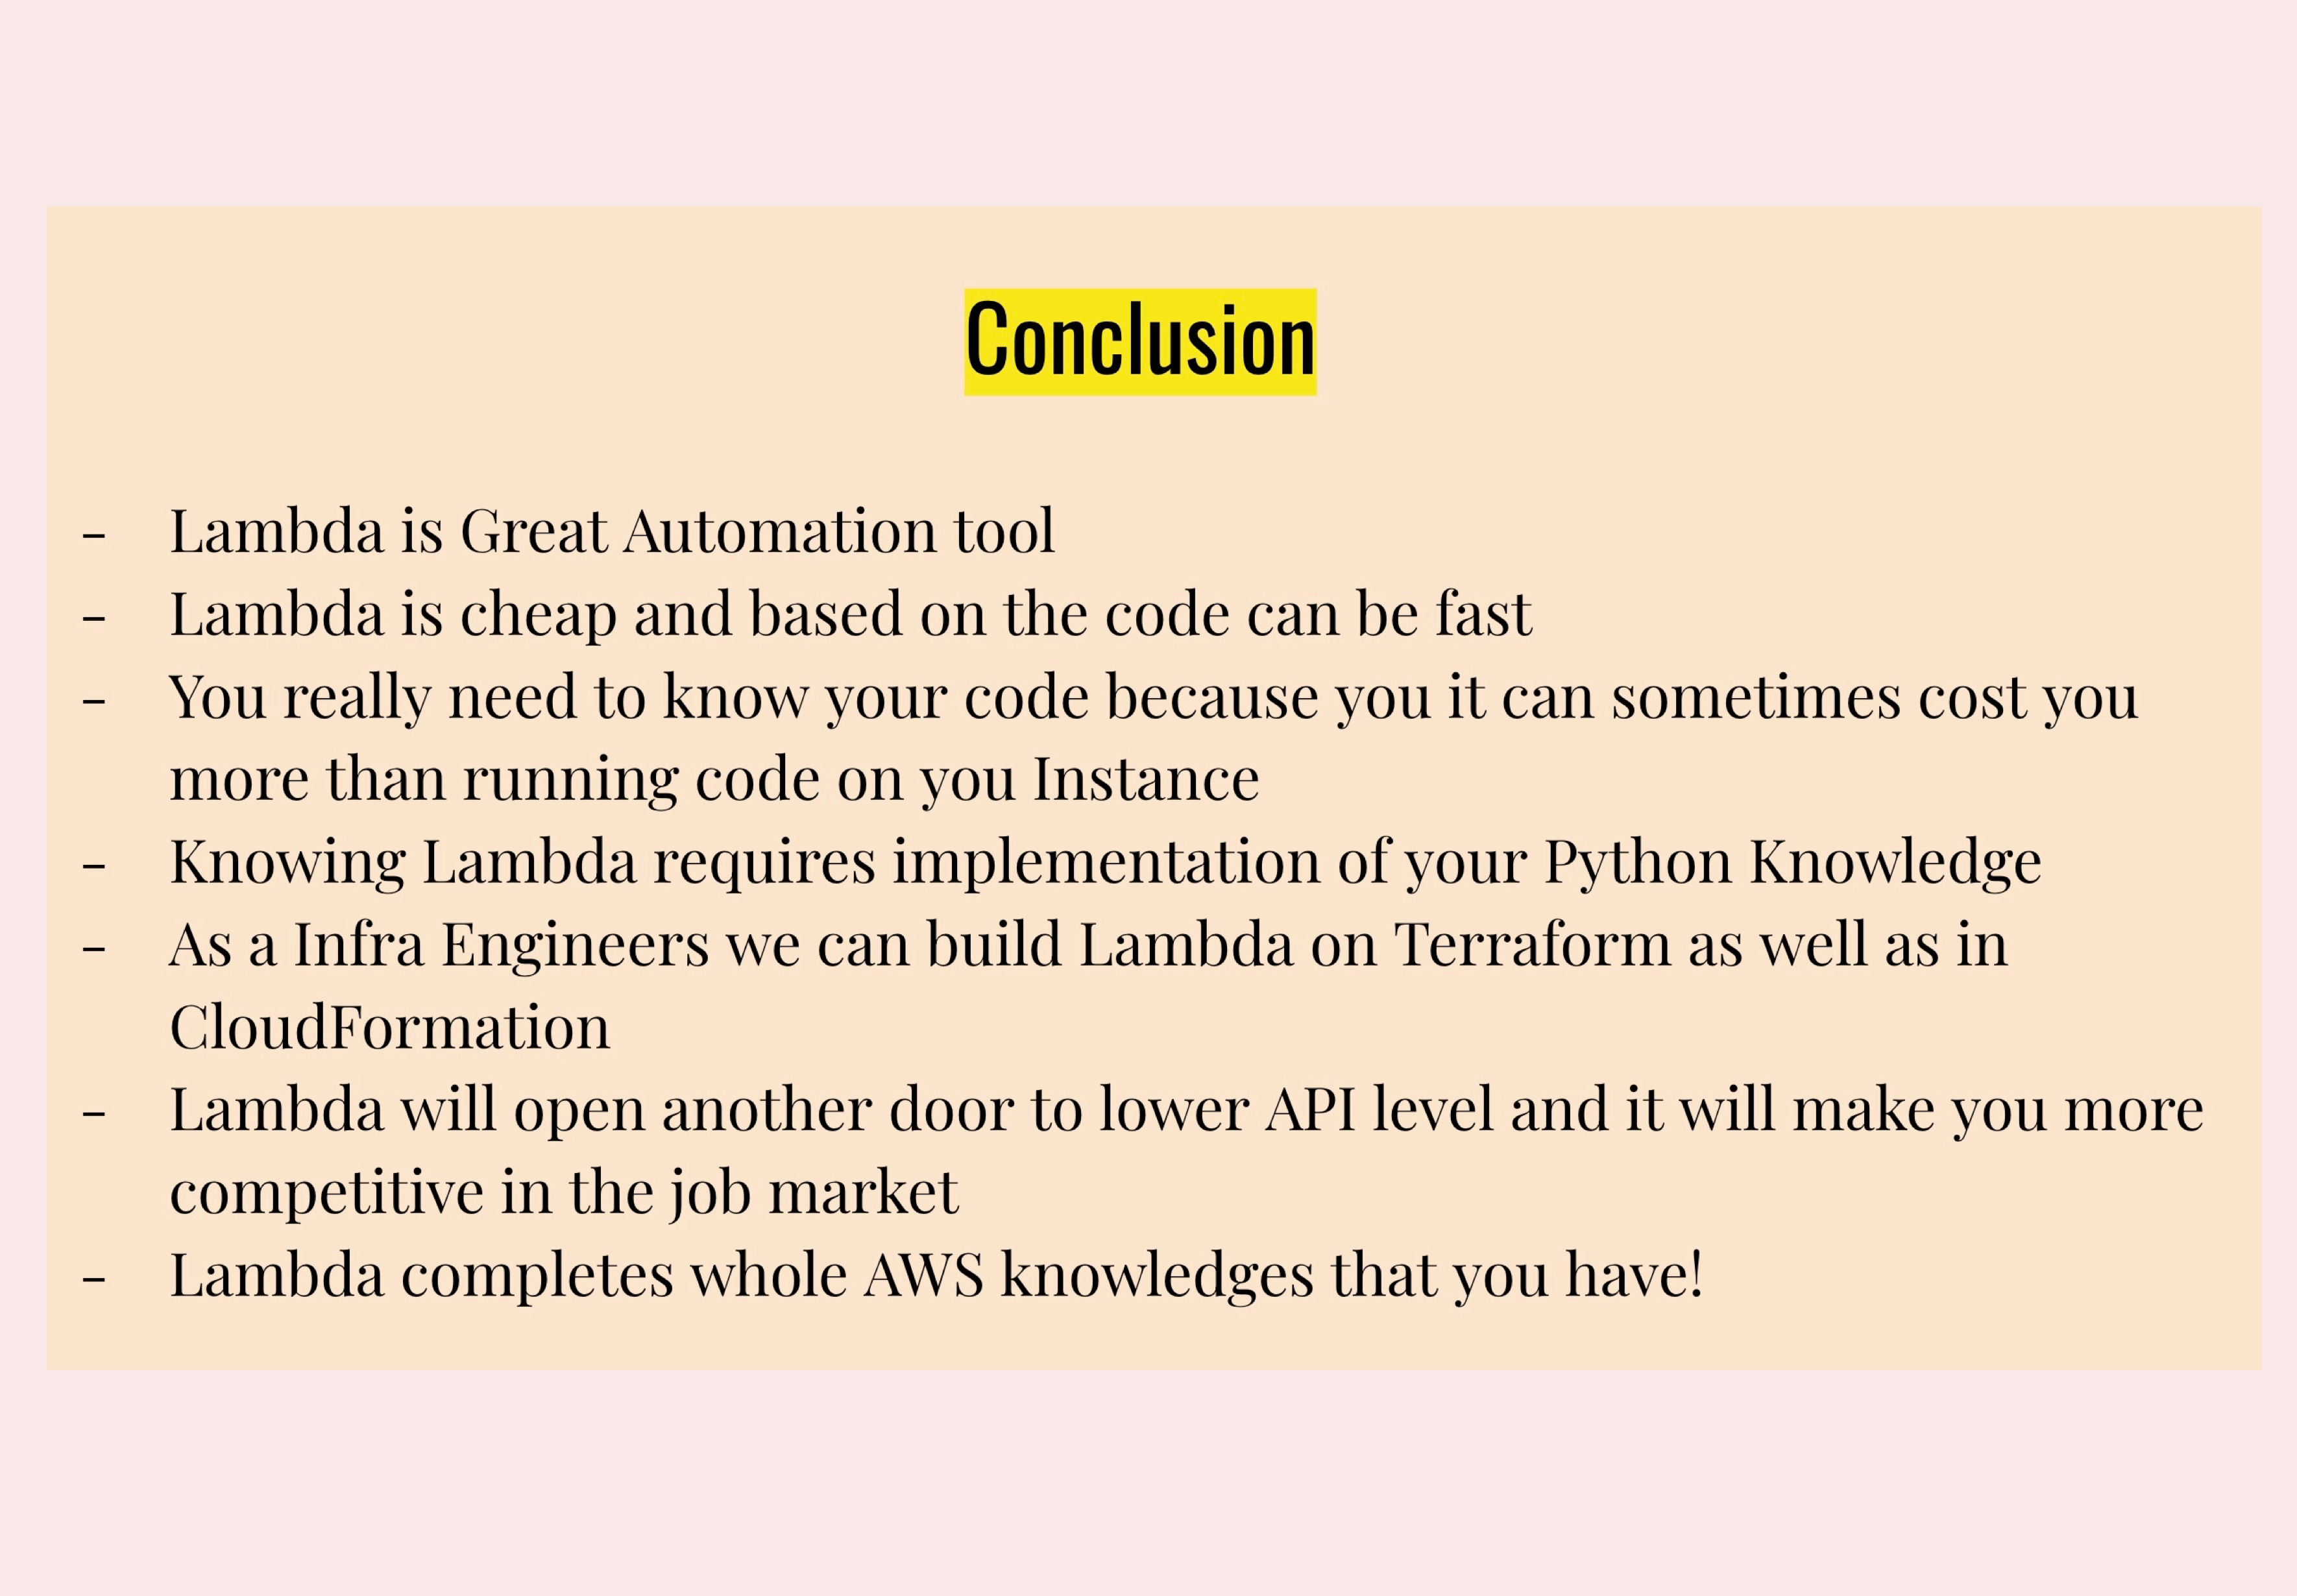 Conclusion
- Lambda is Great Automation tool
- Lambda is cheap and based on the code can be fast
- You really need to know your code because you it can sometimes cost you
more than running code on you Instance
- Knowing Lambda requires implementation of your Python Knowledge
- As a Infra Engineers we can build Lambda on Terraform as well as in
CloudFormation
- Lambda will open another door to lower API level and it will make you more
competitive in the job market
- Lambda completes whole AWS knowledges that you have!